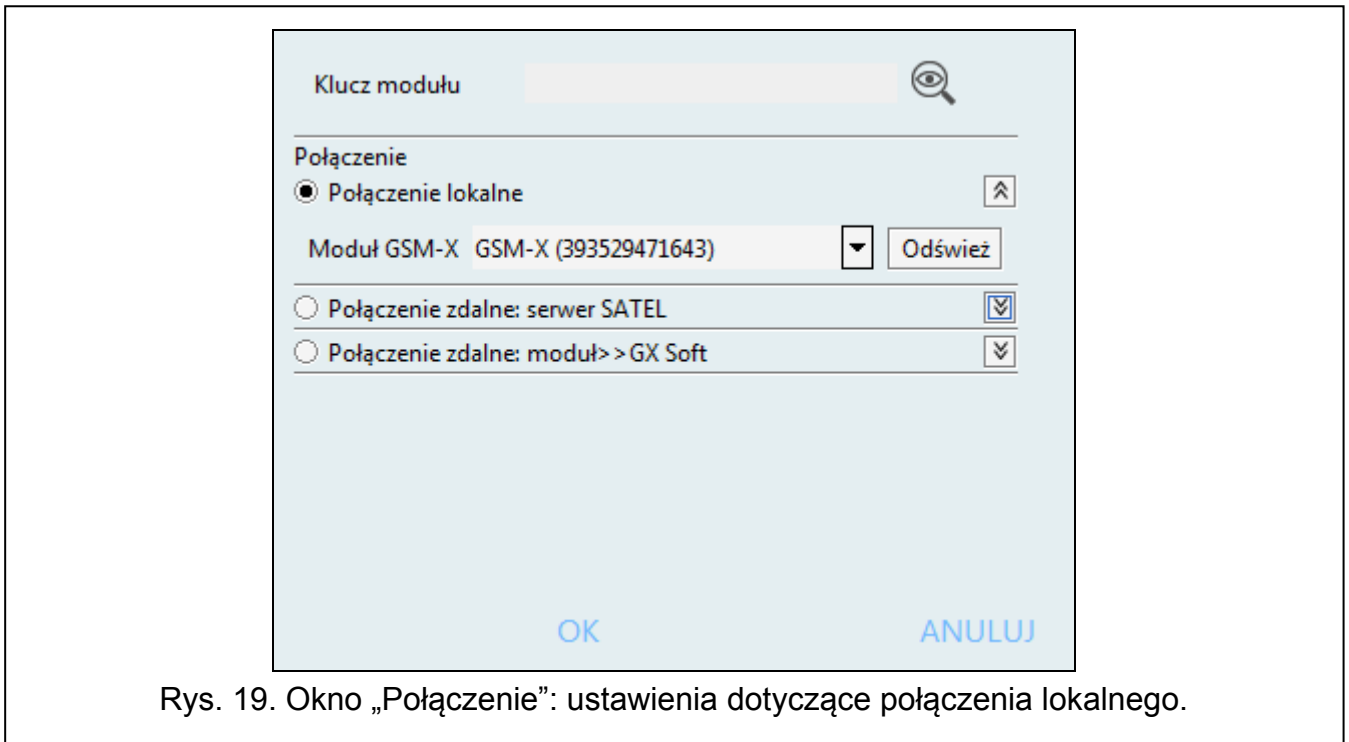 Klucz modułu
Połączenie
Połączenie lokalne
Moduł GSM-X GSM-X (393529471643) Odśwież
Połączenie zdalne: serwer SATEL
Połączenie zdalne: moduł>>GX Soft
OK ANULUJ
Rys. 19. Okno „Połączenie”: ustawienia dotyczące połączenia lokalnego.